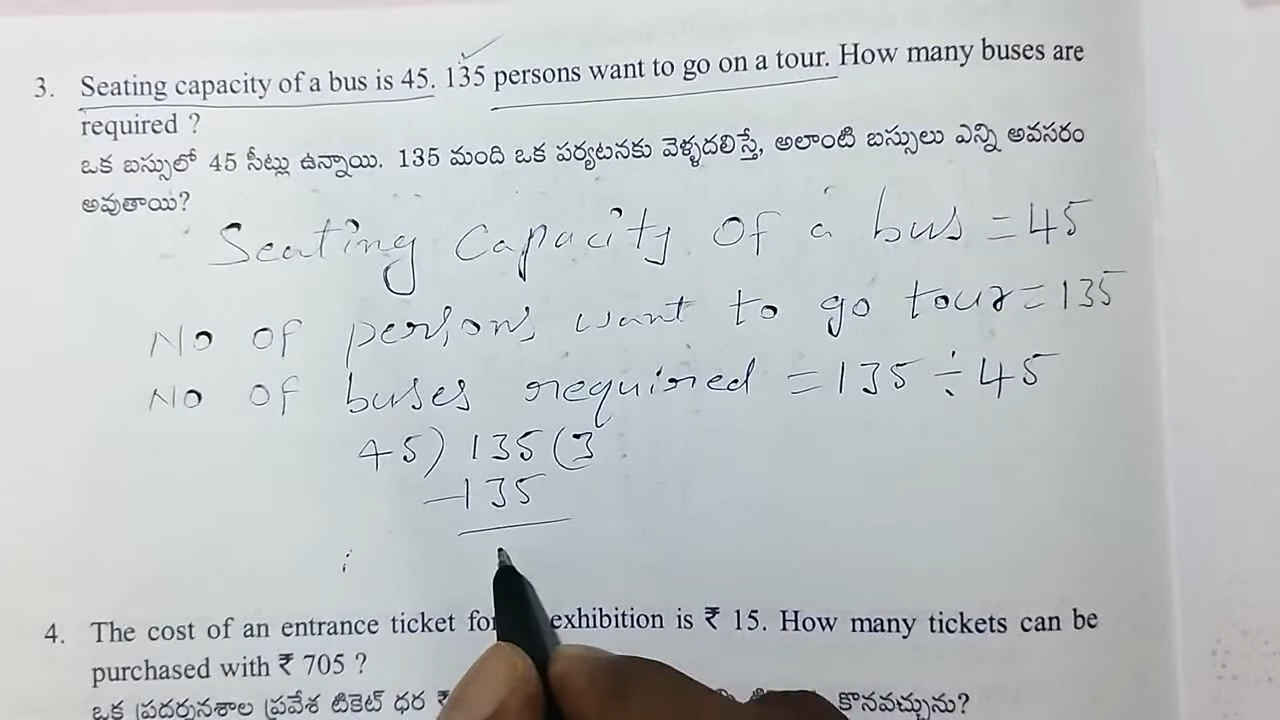 3. Seating capacity of a bus is 45. 135 persons want to go on a tour. How many buses are
required ?
ఒక బస్సులో 45 సీట్లు ఉన్నాయి. 135 మంది ఒక పర్యటనకు వెళ్ళదలిస్తే, అలాంటి బస్సులు ఎన్ని అవసరం
అవుతాయి?
Seating Capacity of a bus = 45
No of persons want to go tour = 135
No of buses required = 135 ÷ 45
45) 135 (3
-135
4. The cost of an entrance ticket exhibition is ₹ 15. How many tickets can be
purchased with ₹ 705 ?
ఒక ప్రదర్శనశాల ప్రవేశ టికెట్ ధర ₹ కొనవచ్చును?